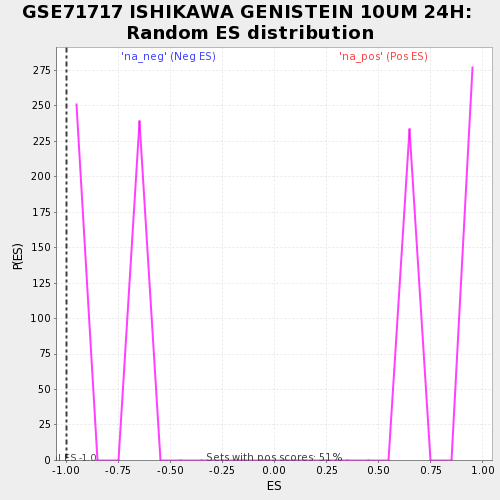 GSE71717 ISHIKAWA GENISTEIN 10UM 24H:
Random ES distribution
'na_neg' (Neg ES)
'na_pos' (Pos ES)
275
250
225
200
175
150
125
100
75
50
25
0
P(ES)
ES -1.0
Sets with pos scores: 51%
-1.00 -0.75 -0.50 -0.25 0.00 0.25 0.50 0.75 1.00
ES